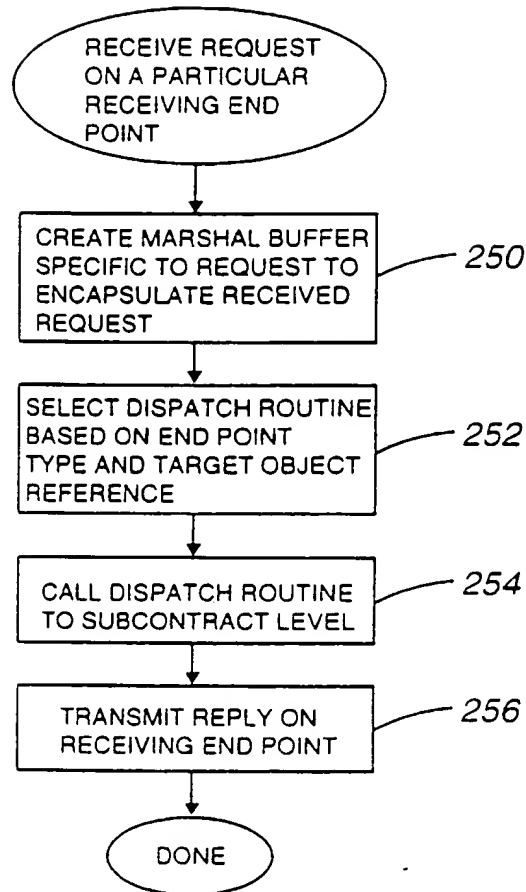 RECEIVE REQUEST
ON A PARTICULAR
RECEIVING END
POINT
CREATE MARSHAL BUFFER
SPECIFIC TO REQUEST TO
ENCAPSULATE RECEIVED
REQUEST
250
SELECT DISPATCH ROUTINE
BASED ON END POINT
TYPE AND TARGET OBJECT
REFERENCE
252
CALL DISPATCH ROUTINE
TO SUBCONTRACT LEVEL
254
TRANSMIT REPLY ON
RECEIVING END POINT
256
DONE